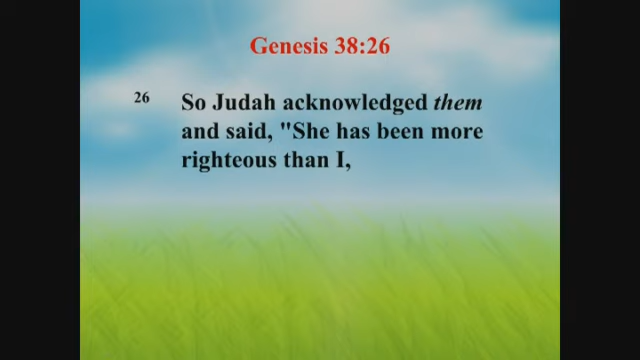 Genesis 38:26
26 So Judah acknowledged them
and said, "She has been more
righteous than I,